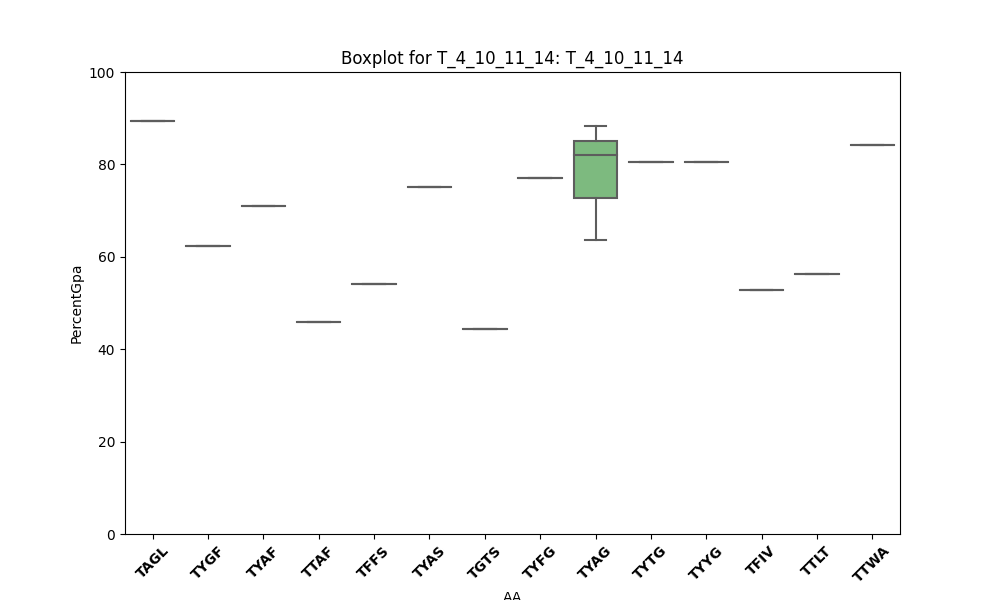 Boxplot for T_4_10_11_14: T_4_10_11_14
100
80
60
40
20
0
PercentGpa
TAGL
TYGF
TYAF
TTAF
TFFS
TYAS
TGTS
TYFG
TYAG
TYTG
TYYG
TFIV
TTLT
TTWA
AA